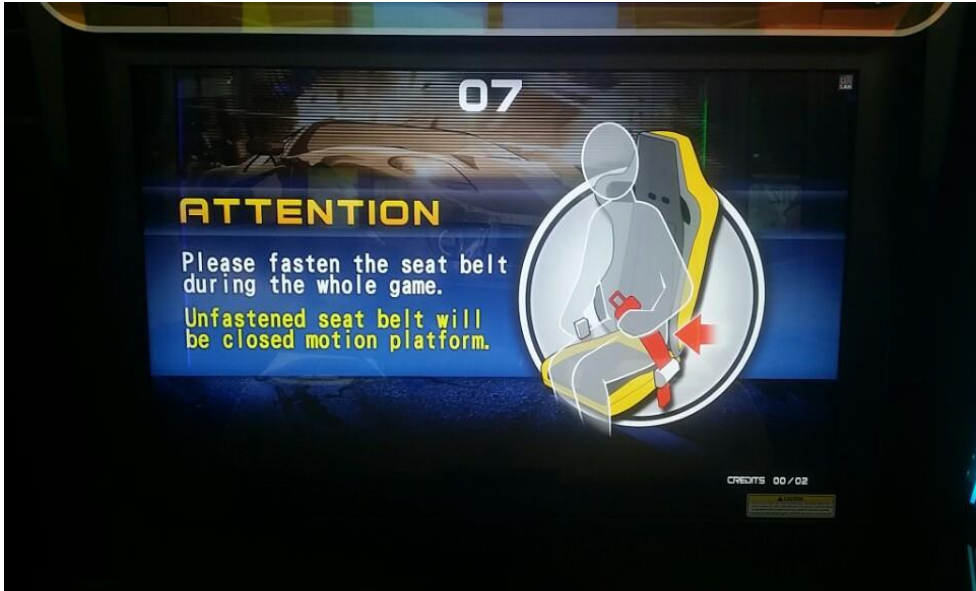 07
ATTENTION
Please fasten the seat belt
during the whole game.
Unfastened seat belt will
be closed motion platform.
CREDITS 00/02
CAUTION